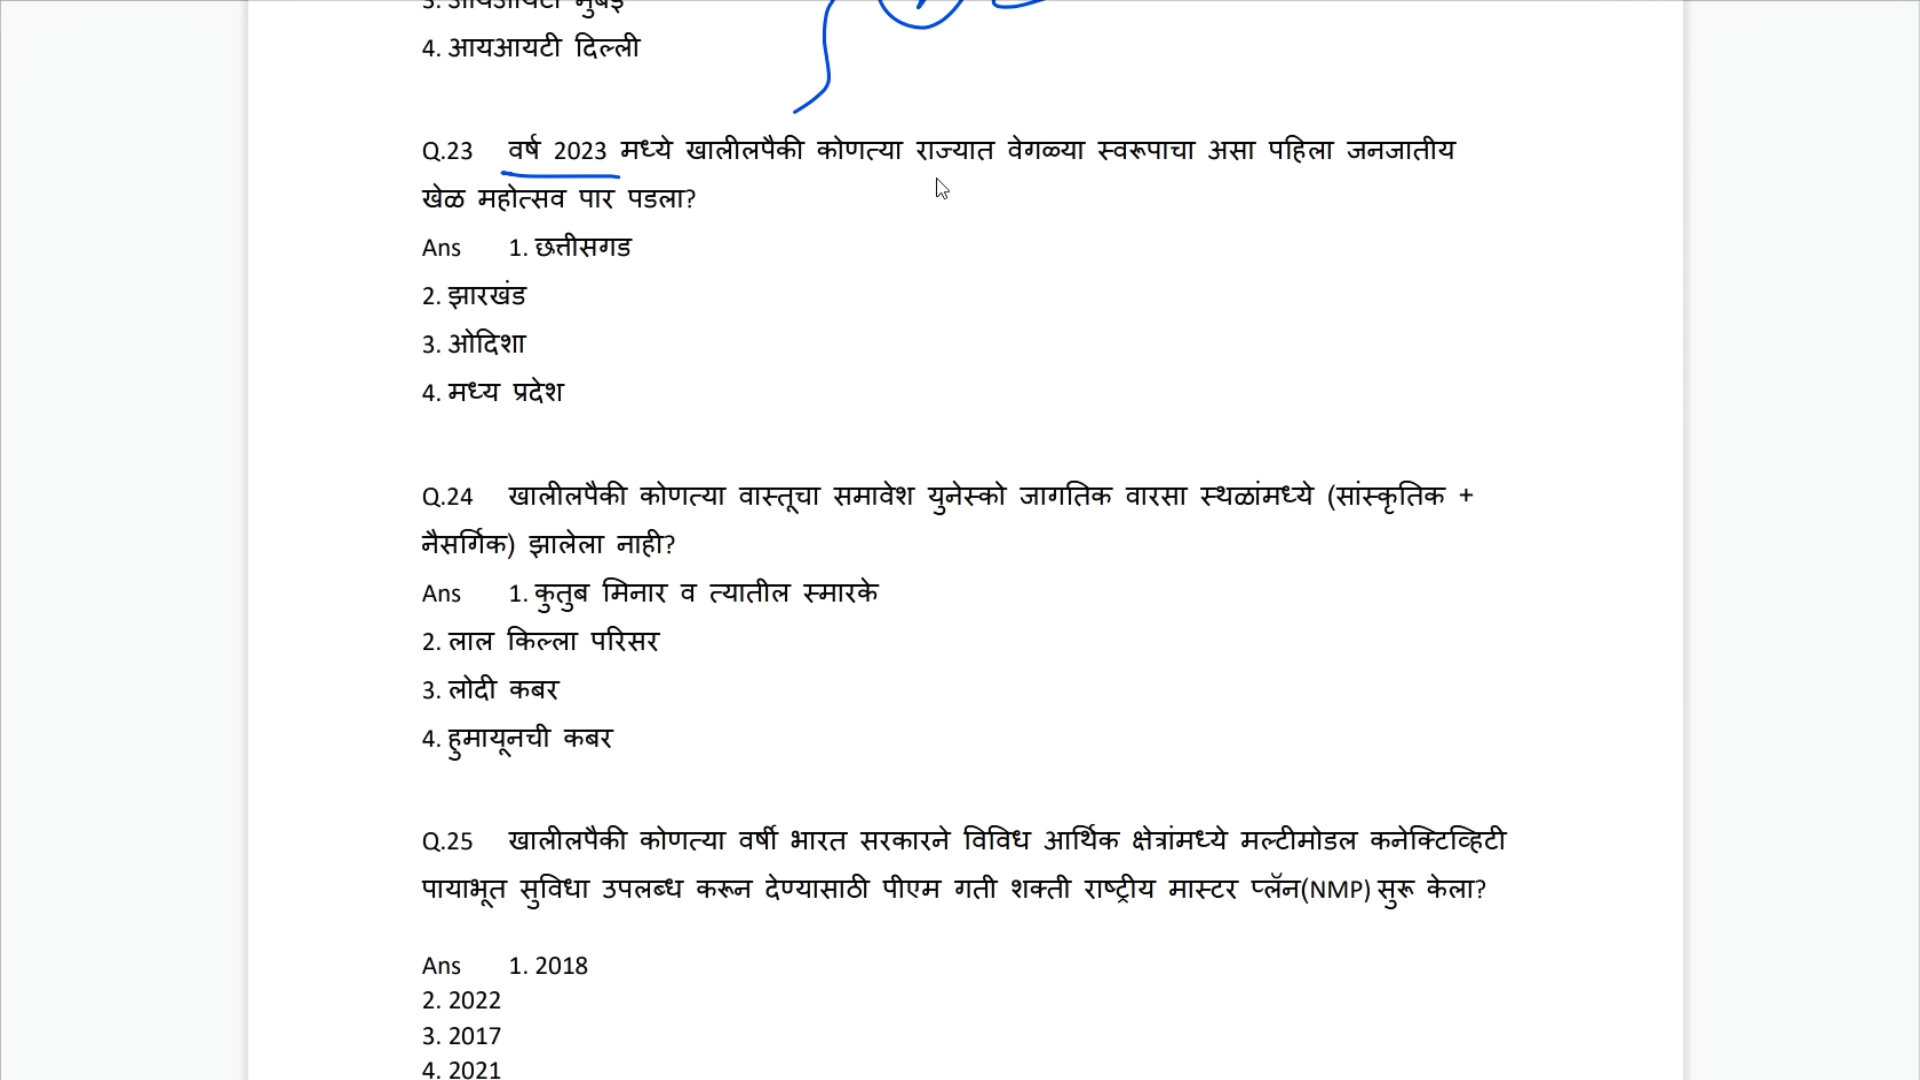 3. आयआयटी मुंबई
4. आयआयटी दिल्ली
Q.23 वर्ष 2023 मध्ये खालीलपैकी कोणत्या राज्यात वेगळ्या स्वरूपाचा असा पहिला जनजातीय
खेळ महोत्सव पार पडला?
Ans 1. छत्तीसगड
2. झारखंड
3. ओदिशा
4. मध्य प्रदेश
Q.24 खालीलपैकी कोणत्या वास्तूचा समावेश युनेस्को जागतिक वारसा स्थळांमध्ये (सांस्कृतिक +
नैसर्गिक) झालेला नाही?
Ans 1. कुतुब मिनार व त्यातील स्मारके
2. लाल किल्ला परिसर
3. लोदी कबर
4. हुमायूनची कबर
Q.25 खालीलपैकी कोणत्या वर्षी भारत सरकारने विविध आर्थिक क्षेत्रांमध्ये मल्टीमोडल कनेक्टिव्हिटी
पायाभूत सुविधा उपलब्ध करून देण्यासाठी पीएम गती शक्ती राष्ट्रीय मास्टर प्लॅन(NMP) सुरू केला?
Ans 1. 2018
2. 2022
3. 2017
4. 2021